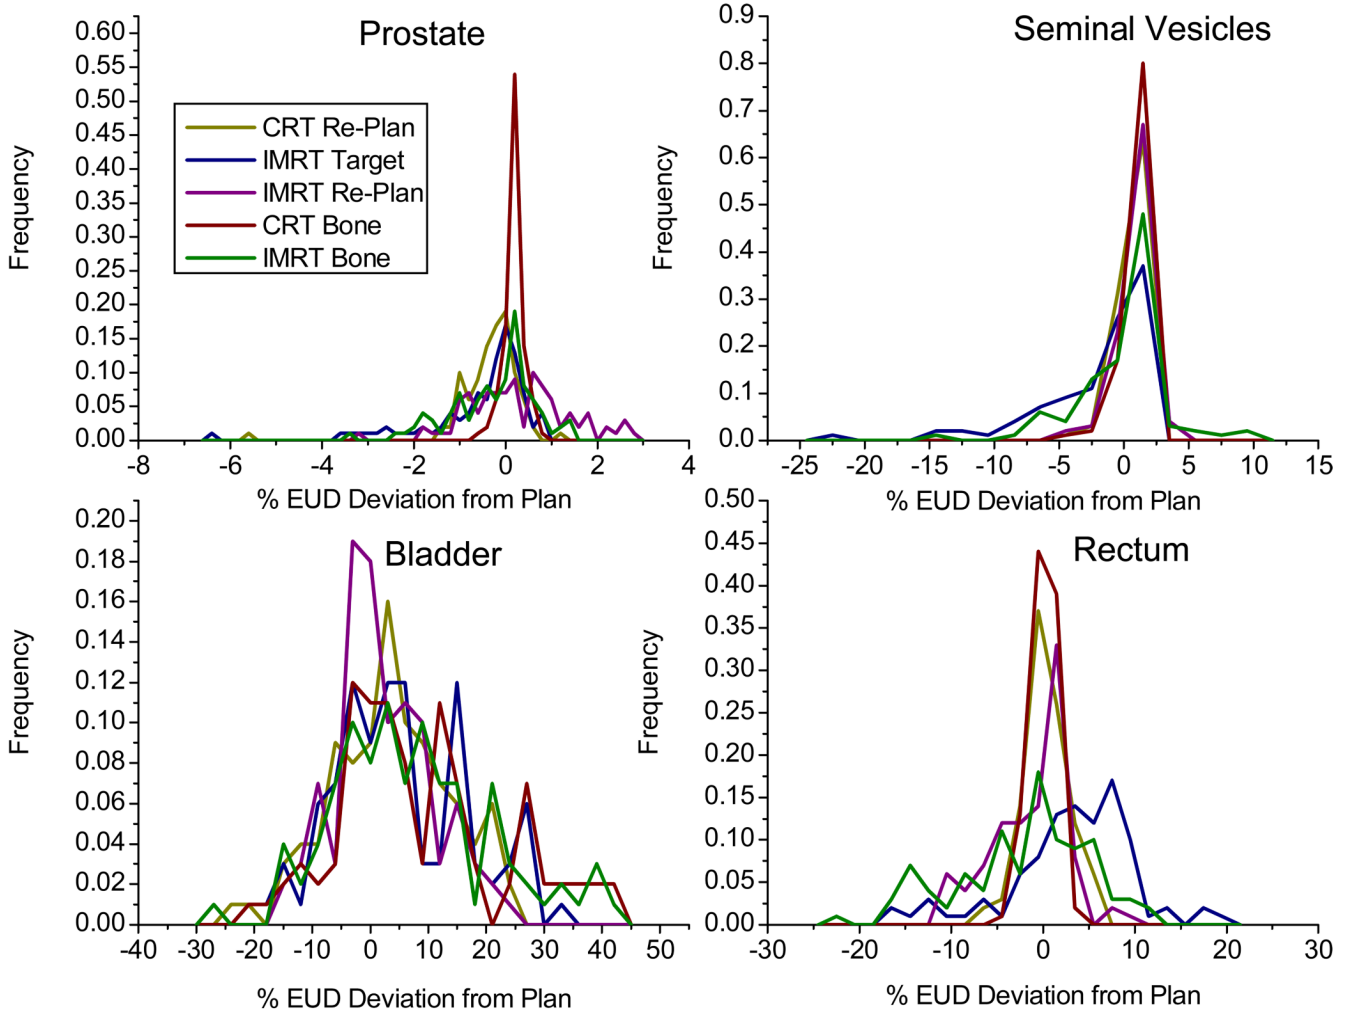 Prostate
Frequency
0.60
0.55
0.50
0.45
0.40
0.35
0.30
0.25
0.20
0.15
0.10
0.05
0.00
CRT Re-Plan
IMRT Target
IMRT Re-Plan
CRT Bone
IMRT Bone
-8 -6 -4 -2 0 2 4
% EUD Deviation from Plan
Seminal Vesicles
Frequency
0.9
0.8
0.7
0.6
0.5
0.4
0.3
0.2
0.1
0.0
-25 -20 -15 -10 -5 0 5 10 15
% EUD Deviation from Plan
Bladder
Frequency
0.20
0.18
0.16
0.14
0.12
0.10
0.08
0.06
0.04
0.02
0.00
-40 -30 -20 -10 0 10 20 30 40 50
% EUD Deviation from Plan
Rectum
Frequency
0.50
0.45
0.40
0.35
0.30
0.25
0.20
0.15
0.10
0.05
0.00
-30 -20 -10 0 10 20 30
% EUD Deviation from Plan